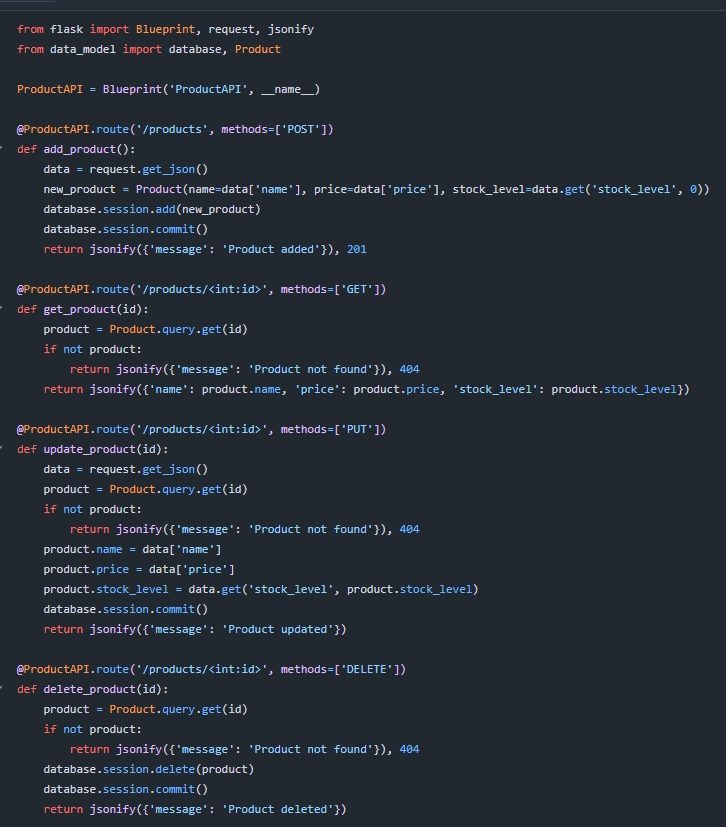 from flask import Blueprint, request, jsonify
from data_model import database, Product
ProductAPI = Blueprint('ProductAPI', __name__)
@ProductAPI.route('/products', methods=['POST'])
def add_product():
    data = request.get_json()
    new_product = Product(name=data['name'], price=data['price'], stock_level=data.get('stock_level', 0))
    database.session.add(new_product)
    database.session.commit()
    return jsonify({'message': 'Product added'}), 201
@ProductAPI.route('/products/<int:id>', methods=['GET'])
def get_product(id):
    product = Product.query.get(id)
    if not product:
        return jsonify({'message': 'Product not found'}), 404
    return jsonify({'name': product.name, 'price': product.price, 'stock_level': product.stock_level})
@ProductAPI.route('/products/<int:id>', methods=['PUT'])
def update_product(id):
    data = request.get_json()
    product = Product.query.get(id)
    if not product:
        return jsonify({'message': 'Product not found'}), 404
    product.name = data['name']
    product.price = data['price']
    product.stock_level = data.get('stock_level', product.stock_level)
    database.session.commit()
    return jsonify({'message': 'Product updated'})
@ProductAPI.route('/products/<int:id>', methods=['DELETE'])
def delete_product(id):
    product = Product.query.get(id)
    if not product:
        return jsonify({'message': 'Product not found'}), 404
    database.session.delete(product)
    database.session.commit()
    return jsonify({'message': 'Product deleted'})